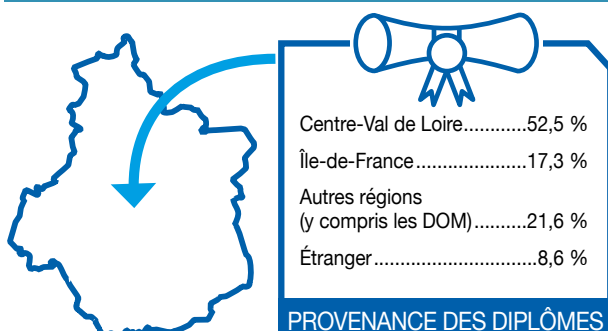 Centre-Val de Loire............52,5 %
Île-de-France.....................17,3 %
Autres régions
(y compris les DOM)..........21,6 %
Étranger..............................8,6 %
PROVENANCE DES DIPLÔMES